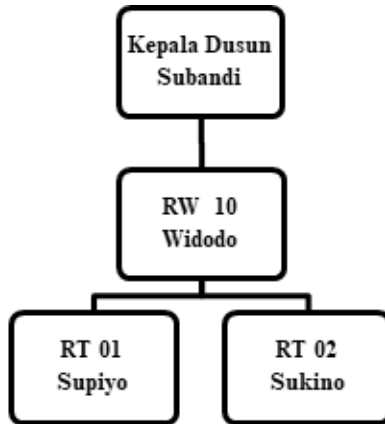 Kepala Dusun
Subandi
RW 10
Widodo
RT 01
Supiyo
RT 02
Sukino